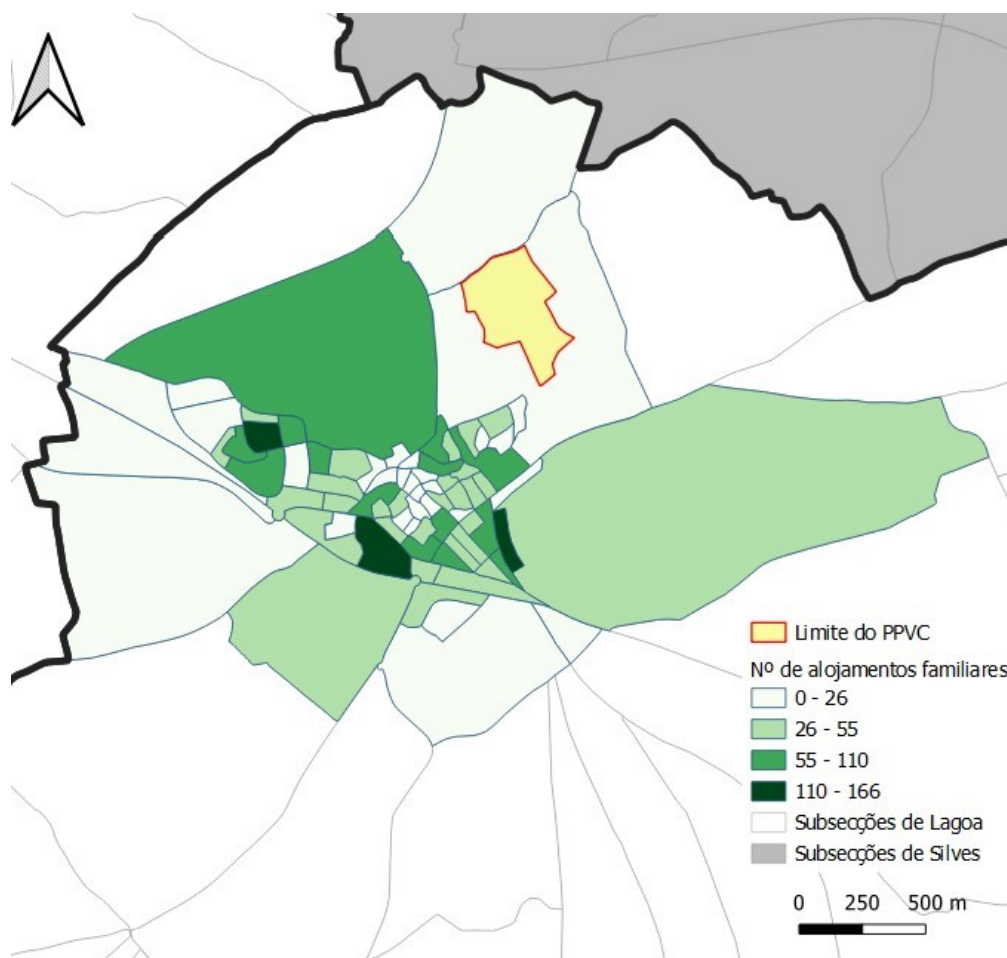 Limite do PPVC
Nº de alojamentos familiares
0 - 26
26 - 55
55 - 110
110 - 166
Subsecções de Lagoa
Subsecções de Silves
0 250 500 m